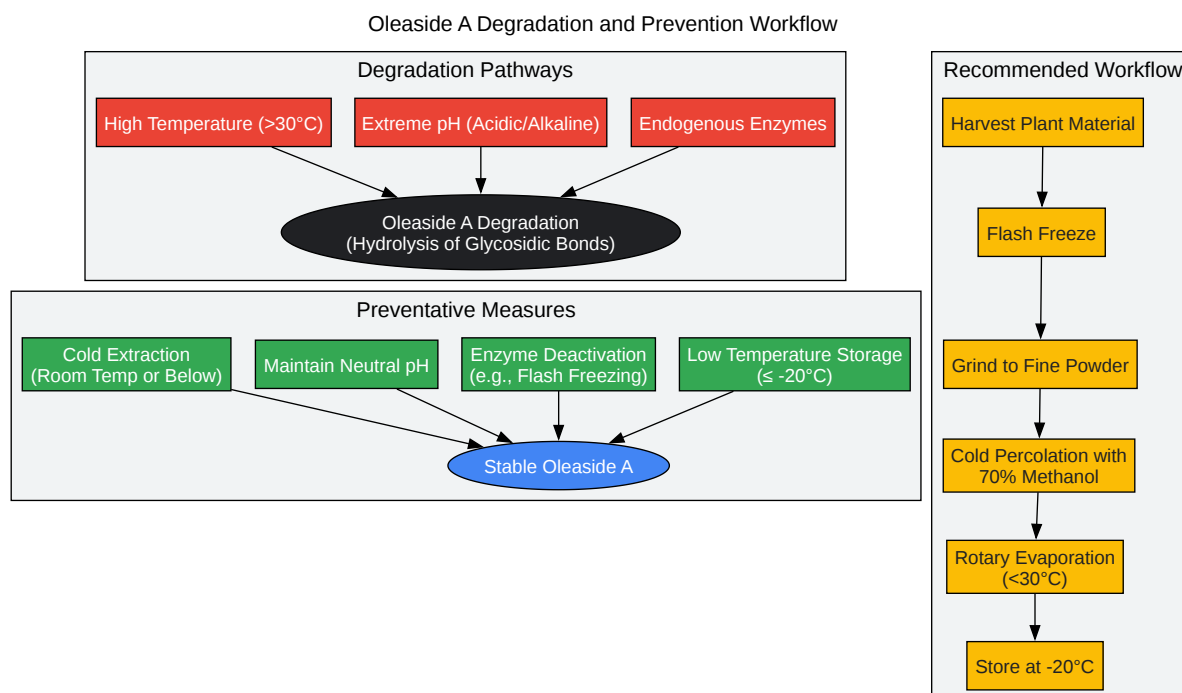 Oleaside A Degradation and Prevention Workflow
Degradation Pathways
High Temperature (>30°C)
Extreme pH (Acidic/Alkaline)
Endogenous Enzymes
Oleaside A Degradation
(Hydrolysis of Glycosidic Bonds)
Preventative Measures
Cold Extraction
(Room Temp or Below)
Maintain Neutral pH
Enzyme Deactivation
(e.g., Flash Freezing)
Low Temperature Storage
(≤ -20°C)
Stable Oleaside A
Recommended Workflow
Harvest Plant Material
Flash Freeze
Grind to Fine Powder
Cold Percolation with
70% Methanol
Rotary Evaporation
(<30°C)
Store at -20°C